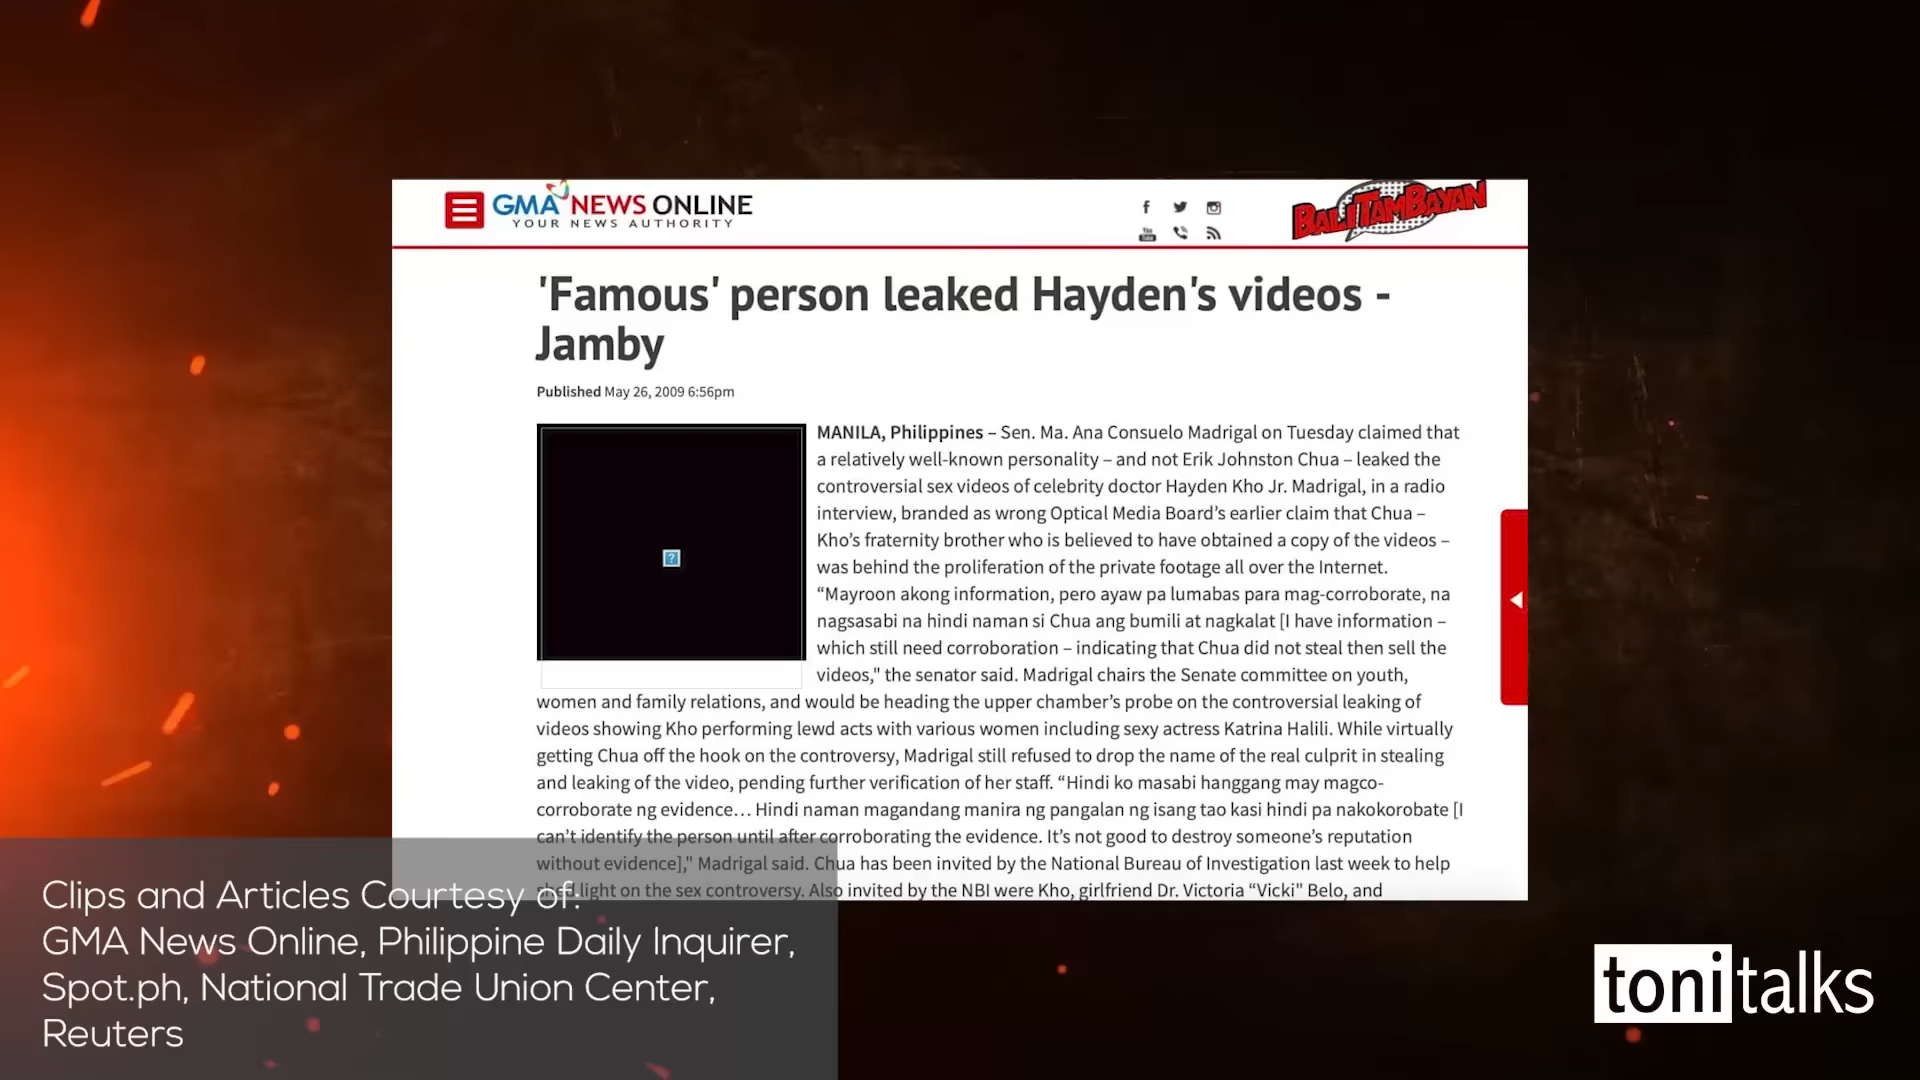 GMA NEWS ONLINE
YOUR NEWS AUTHORITY
BALITAMBAYAN
'Famous' person leaked Hayden's videos -
Jamby
Published May 26, 2009 6:56pm
MANILA, Philippines – Sen. Ma. Ana Consuelo Madrigal on Tuesday claimed that
a relatively well-known personality – and not Erik Johnston Chua – leaked the
controversial sex videos of celebrity doctor Hayden Kho Jr. Madrigal, in a radio
interview, branded as wrong Optical Media Board's earlier claim that Chua –
Kho's fraternity brother who is believed to have obtained a copy of the videos –
was behind the proliferation of the private footage all over the Internet.
“Mayroon akong information, pero ayaw pa lumabas para mag-corroborate, na
nagsasabi na hindi naman si Chua ang bumili at nagkalat [I have information –
which still need corroboration – indicating that Chua did not steal then sell the
videos," the senator said. Madrigal chairs the Senate committee on youth,
women and family relations, and would be heading the upper chamber's probe on the controversial leaking of
videos showing Kho performing lewd acts with various women including sexy actress Katrina Halili. While virtually
getting Chua off the hook on the controversy, Madrigal still refused to drop the name of the real culprit in stealing
and leaking of the video, pending further verification of her staff. “Hindi ko masabi hanggang may magco-
corroborate ng evidence… Hindi naman magandang manira ng pangalan ng isang tao kasi hindi pa nakokorobate [I
can't identify the person until after corroborating the evidence. It's not good to destroy someone's reputation
without evidence]," Madrigal said. Chua has been invited by the National Bureau of Investigation last week to help
shed light on the sex controversy. Also invited by the NBI were Kho, girlfriend Dr. Victoria “Vicki" Belo, and
Clips and Articles Courtesy of:
GMA News Online, Philippine Daily Inquirer,
Spot.ph, National Trade Union Center,
Reuters
toni talks